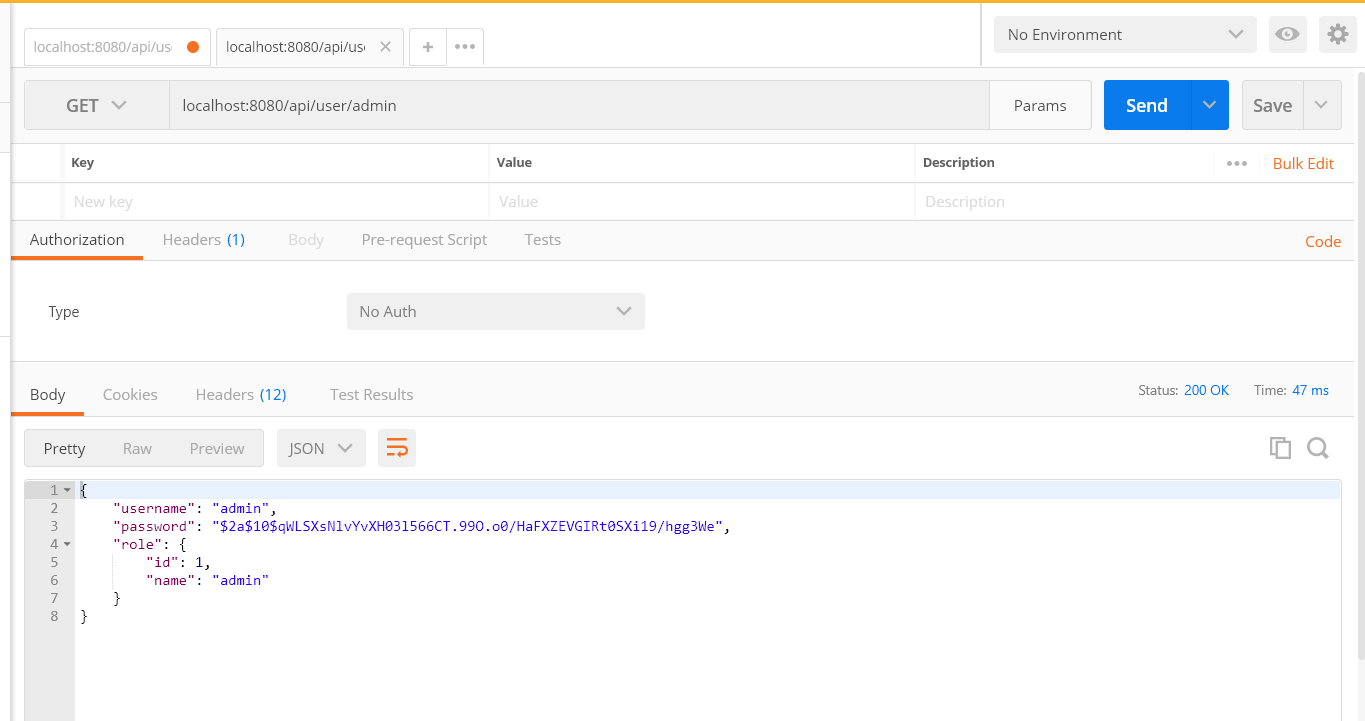 localhost:8080/api/us
localhost:8080/api/us
No Environment
GET
localhost:8080/api/user/admin
Params
Send
Save
Key
Value
Description
Bulk Edit
New key
Value
Description
Authorization
Headers (1)
Body
Pre-request Script
Tests
Code
Type
No Auth
Body
Cookies
Headers (12)
Test Results
Status: 200 OK
Time: 47 ms
Pretty
Raw
Preview
JSON
1 {
2 "username": "admin",
3 "password": "$2a$10$qWLSXsNlvYvXH03l566CT.99O.o0/HaFXZEVGIRt0SXi19/hgg3We",
4 "role": {
5 "id": 1,
6 "name": "admin"
7 }
8 }